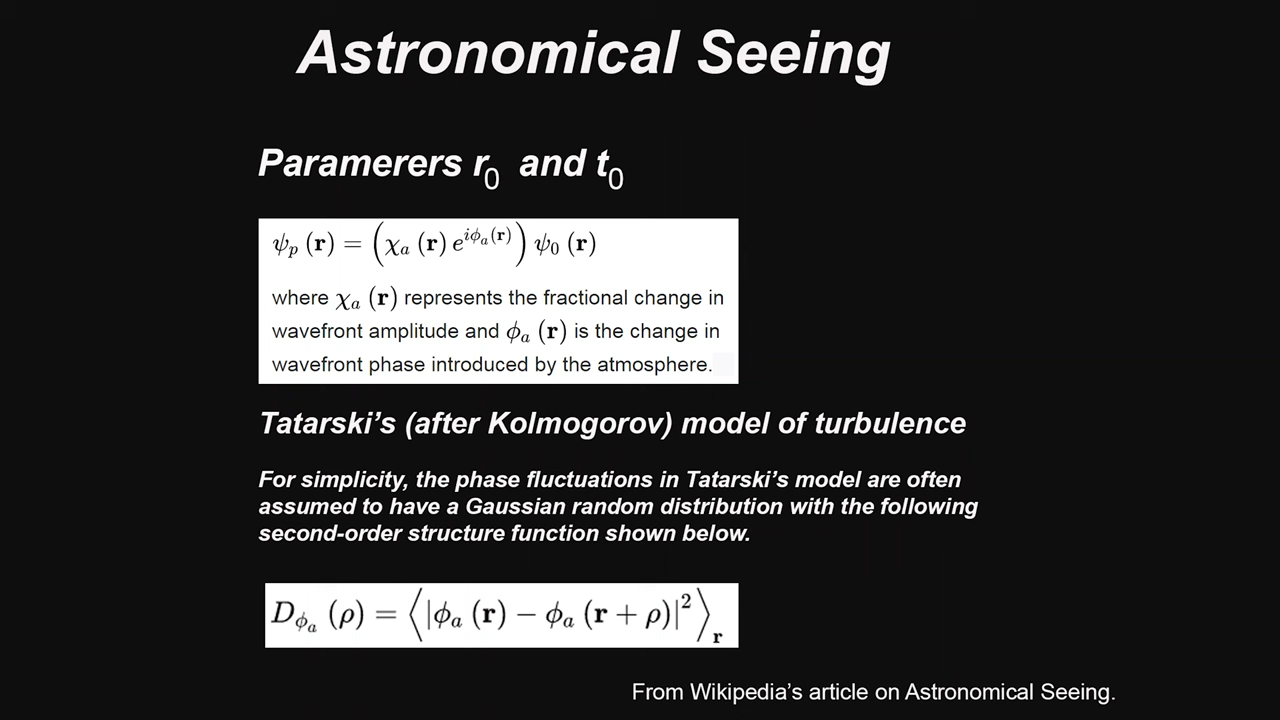 Astronomical Seeing
Paramerers r₀ and t₀
ψₚ (𝐫) = (χₐ (𝐫) e^{iϕₐ(𝐫)}) ψ₀ (𝐫)
where χₐ (𝐫) represents the fractional change in
wavefront amplitude and ϕₐ (𝐫) is the change in
wavefront phase introduced by the atmosphere.
Tatarski’s (after Kolmogorov) model of turbulence
For simplicity, the phase fluctuations in Tatarski’s model are often
assumed to have a Gaussian random distribution with the following
second-order structure function shown below.
D_{ϕₐ} (ρ) = ⟨|ϕₐ (𝐫) − ϕₐ (𝐫 + ρ)|²⟩_𝐫
From Wikipedia’s article on Astronomical Seeing.